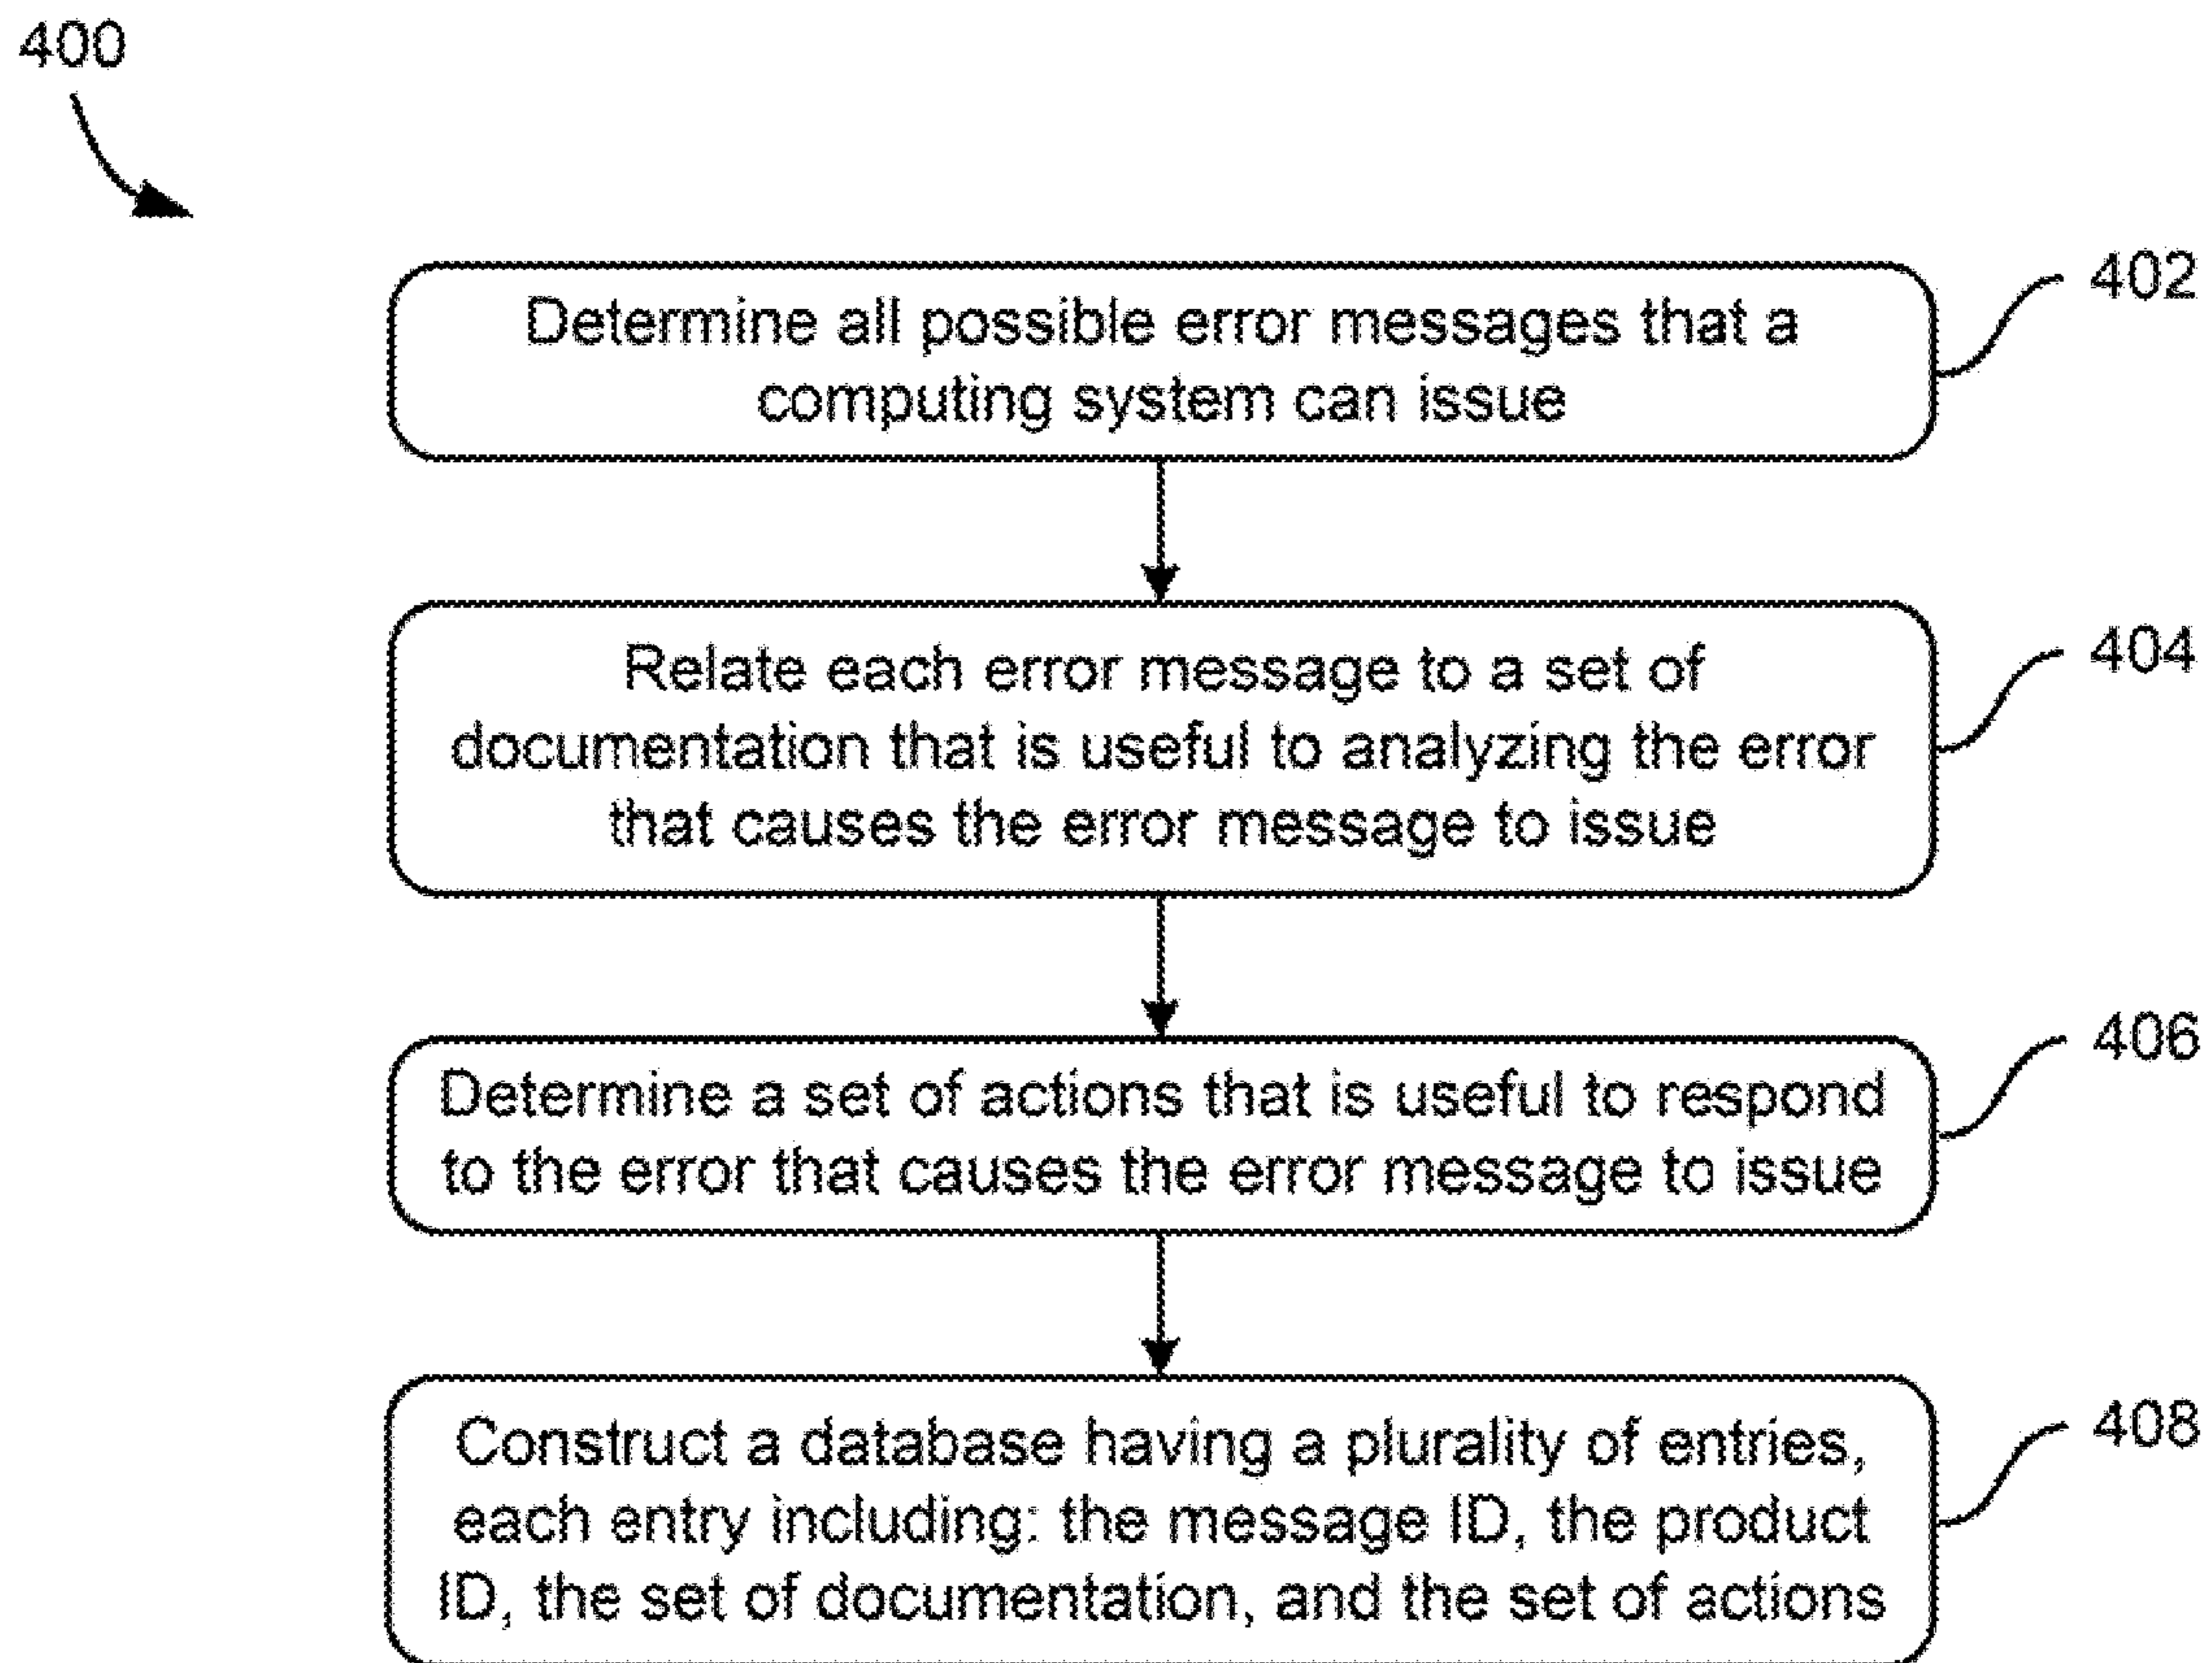 400
Determine all possible error messages that a
computing system can issue
402
Relate each error message to a set of
documentation that is useful to analyzing the error
that causes the error message to issue
404
Determine a set of actions that is useful to respond
to the error that causes the error message to issue
406
Construct a database having a plurality of entries,
each entry including: the message ID, the product
ID, the set of documentation, and the set of actions
408